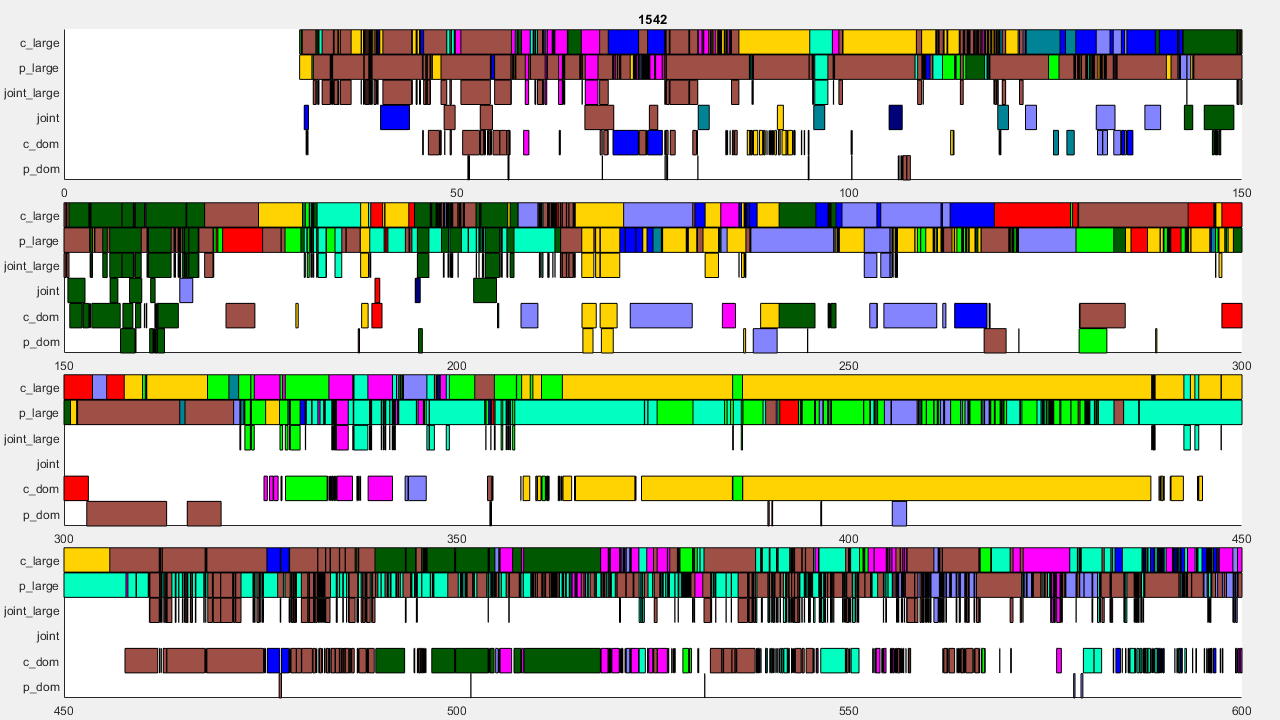 1542
c_large
p_large
joint_large
joint
c_dom
p_dom
0 50 100 150
c_large
p_large
joint_large
joint
c_dom
p_dom
150 200 250 300
c_large
p_large
joint_large
joint
c_dom
p_dom
300 350 400 450
c_large
p_large
joint_large
joint
c_dom
p_dom
450 500 550 600